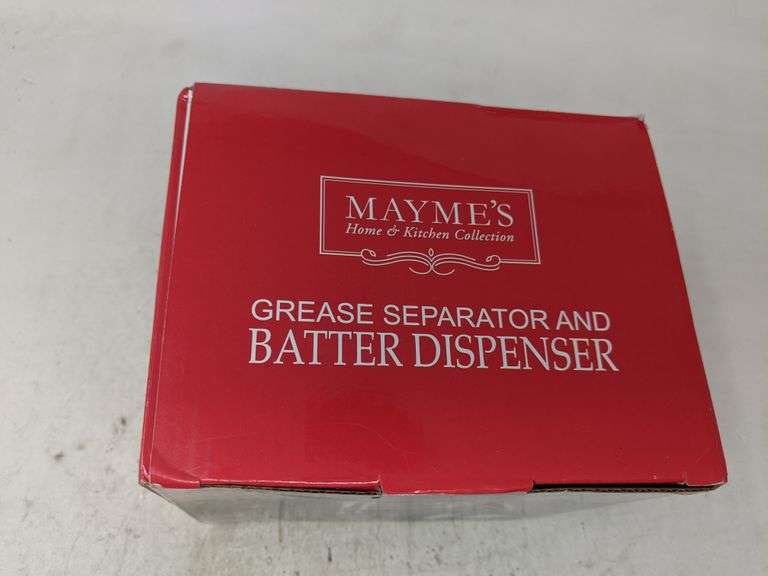 MAYME'S
Home & Kitchen Collection
GREASE SEPARATOR AND
BATTER DISPENSER